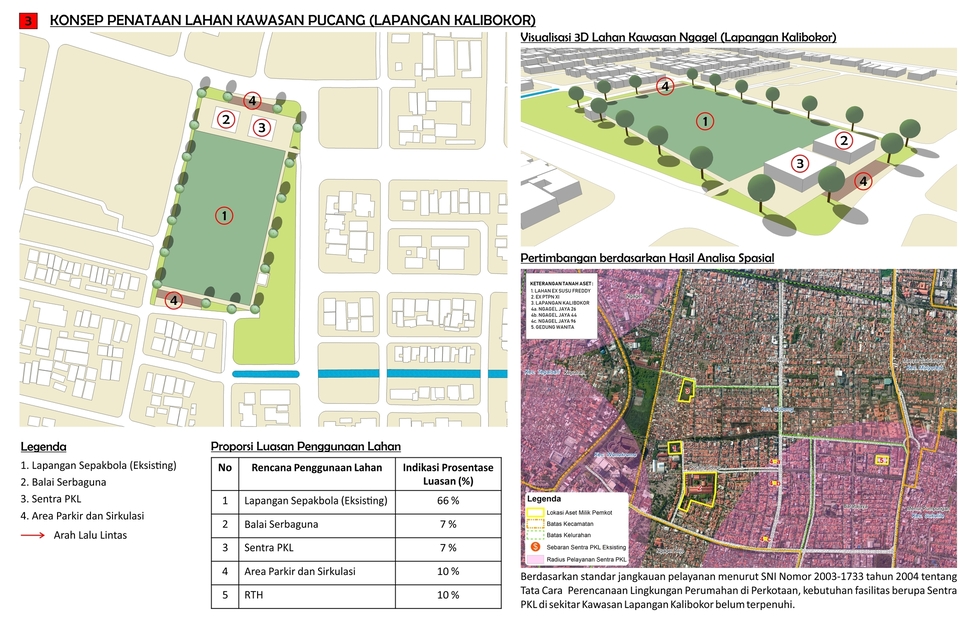 3 KONSEP PENATAAN LAHAN KAWASAN PUCANG (LAPANGAN KALIBOKOR)
4
2
3
1
4
Legenda
1. Lapangan Sepakbola (Eksisting)
2. Balai Serbaguna
3. Sentra PKL
4. Area Parkir dan Sirkulasi
Arah Lalu Lintas
Proporsi Luasan Penggunaan Lahan
No Rencana Penggunaan Lahan Indikasi Prosentase
Luasan (%)
1 Lapangan Sepakbola (Eksisting) 66 %
2 Balai Serbaguna 7 %
3 Sentra PKL 7 %
4 Area Parkir dan Sirkulasi 10 %
5 RTH 10 %
Visualisasi 3D Lahan Kawasan Ngagel (Lapangan Kalibokor)
4
1
2
3
4
Pertimbangan berdasarkan Hasil Analisa Spasial
KETERANGAN TANAH ASET :
1. LAHAN EX SUSU FREDDY
2. EX PTPN XI
3. LAPANGAN KALIBOKOR
4a. NGAGEL JAYA 26
4b. NGAGEL JAYA 44
4c. NGAGEL JAYA 96
5. GEDUNG WANITA
Legenda
Lokasi Aset Milik Pemkot
Batas Kecamatan
Batas Kelurahan
Sebaran Sentra PKL Eksisting
Radius Pelayanan Sentra PKL
Berdasarkan standar jangkauan pelayanan menurut SNI Nomor 2003-1733 tahun 2004 tentang
Tata Cara Perencanaan Lingkungan Perumahan di Perkotaan, kebutuhan fasilitas berupa Sentra
PKL di sekitar Kawasan Lapangan Kalibokor belum terpenuhi.